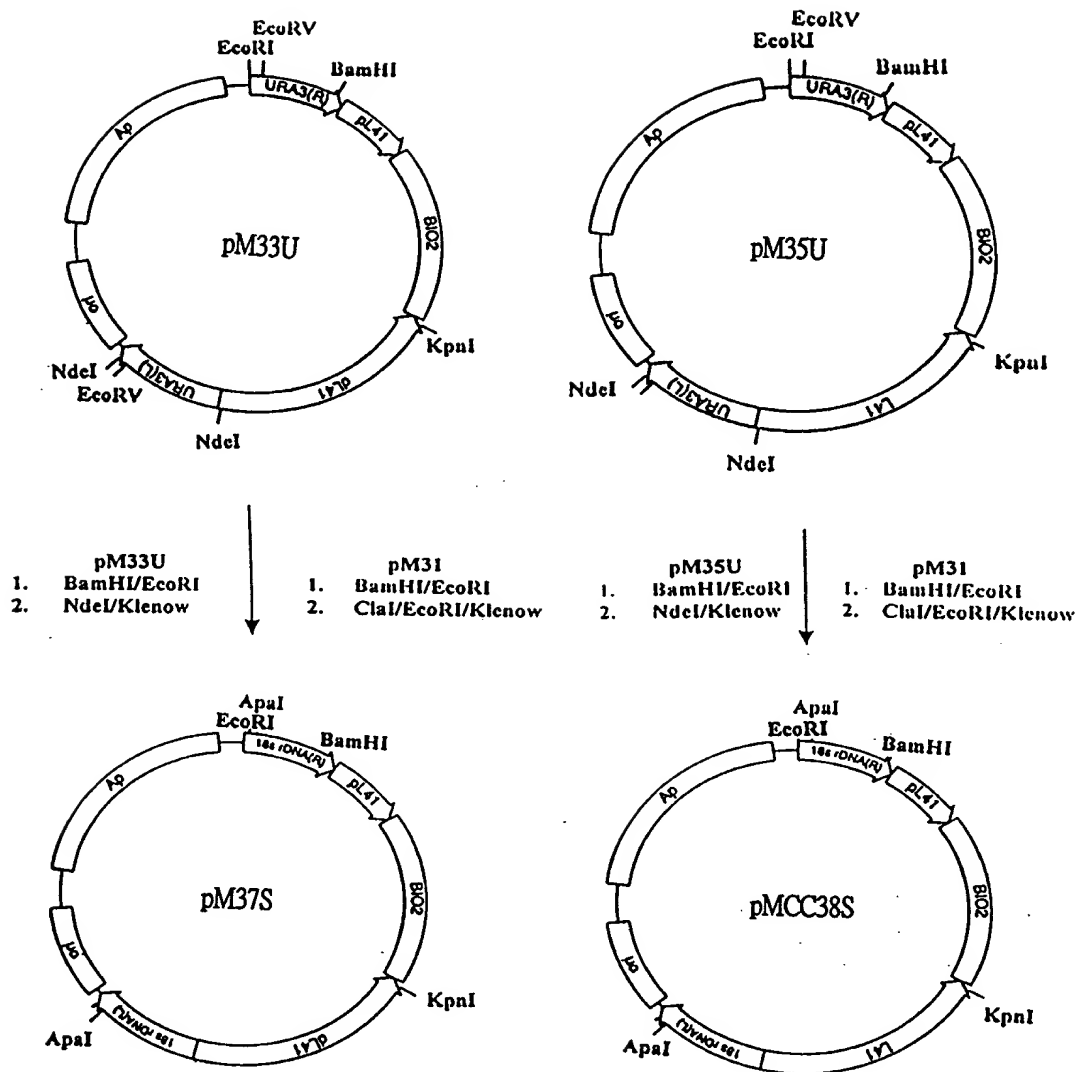 EcoRV
EcoRI
BamHI
URA3(R)
pL41
BIO2
KpnI
dL41
NdeI
URA3(L)
EcoRV
NdeI
ori
Ap
pM33U
EcoRV
EcoRI
BamHI
URA3(R)
pL41
BIO2
KpnI
L41
NdeI
URA3(L)
NdeI
ori
Ap
pM35U
pM33U
1. BamHI/EcoRI
2. NdeI/Klenow
pM31
1. BamHI/EcoRI
2. ClaI/EcoRI/Klenow
pM35U
1. BamHI/EcoRI
2. NdeI/Klenow
pM31
1. BamHI/EcoRI
2. ClaI/EcoRI/Klenow
ApaI
EcoRI
BamHI
18s rDNA(R)
pL41
BIO2
KpnI
dL41
18s rDNA(L)
ApaI
ori
Ap
pM37S
ApaI
EcoRI
BamHI
18s rDNA(R)
pL41
BIO2
KpnI
L41
18s rDNA(L)
ApaI
ori
Ap
pMCC38S